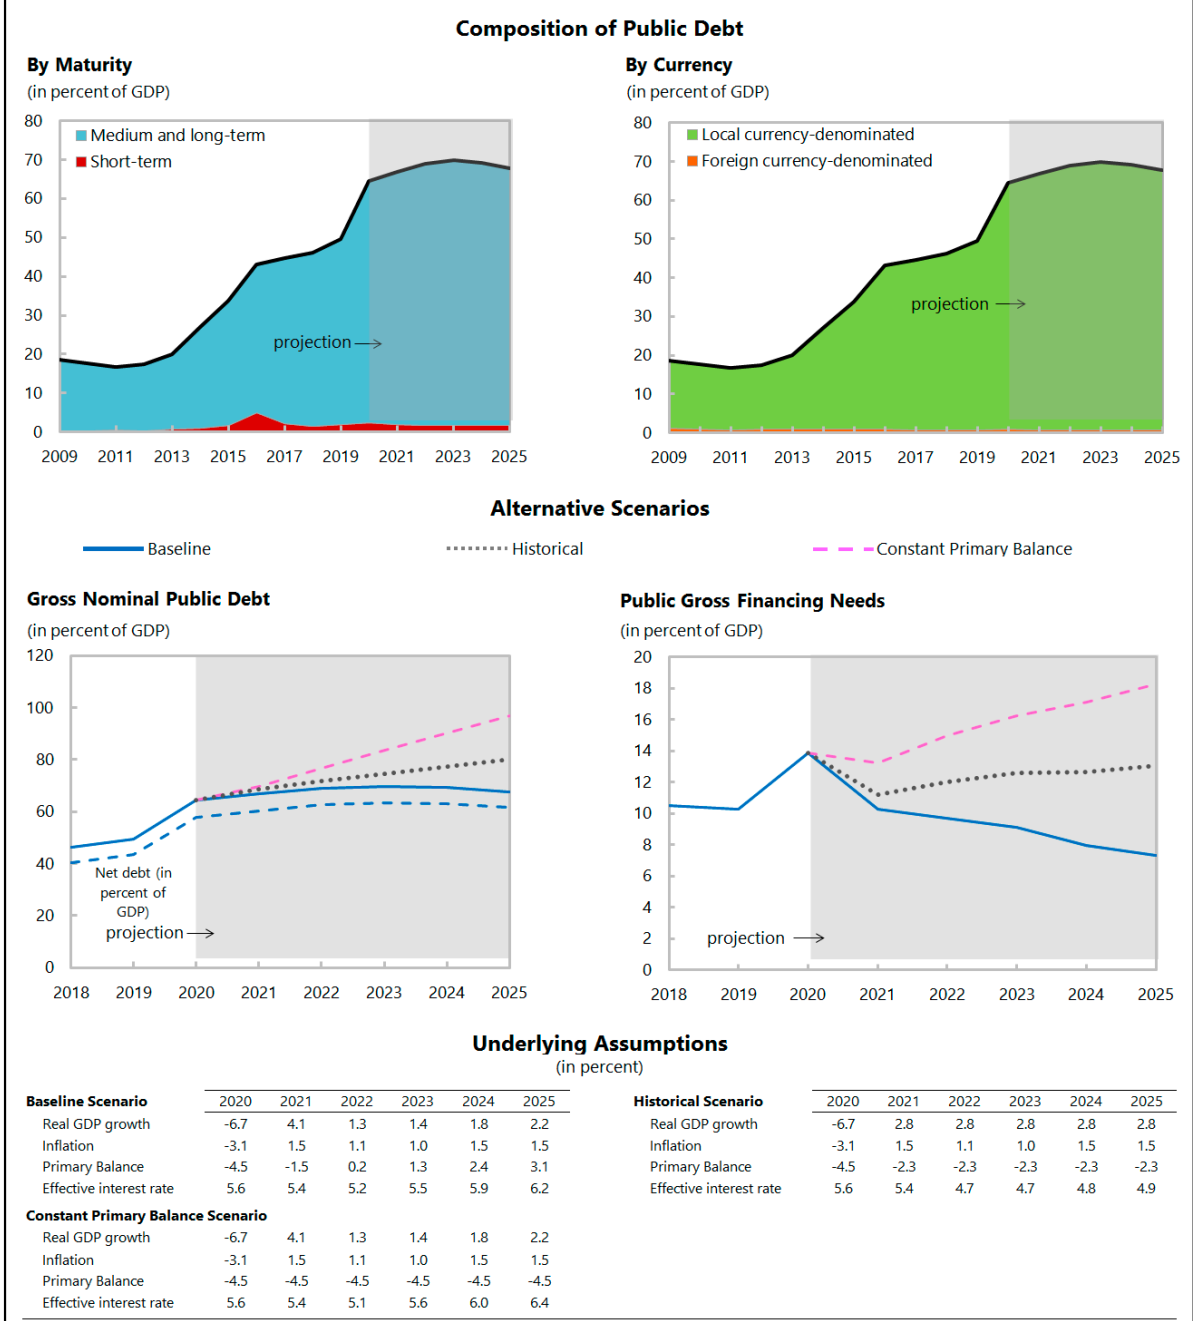 Composition of Public Debt
By Maturity
(in percent of GDP)
80
70
60
50
40
30
20
10
0
Medium and long-term
Short-term
projection
2009 2011 2013 2015 2017 2019 2021 2023 2025
By Currency
(in percent of GDP)
80
70
60
50
40
30
20
10
0
Local currency-denominated
Foreign currency-denominated
projection
2009 2011 2013 2015 2017 2019 2021 2023 2025
Alternative Scenarios
Baseline Historical Constant Primary Balance
Gross Nominal Public Debt
(in percent of GDP)
120
100
80
60
40
20
0
Net debt (in
percent of
GDP)
projection
2018 2019 2020 2021 2022 2023 2024 2025
Public Gross Financing Needs
(in percent of GDP)
20
18
16
14
12
10
8
6
4
2
0
projection
2018 2019 2020 2021 2022 2023 2024 2025
Underlying Assumptions
(in percent)
Baseline Scenario 2020 2021 2022 2023 2024 2025
Real GDP growth -6.7 4.1 1.3 1.4 1.8 2.2
Inflation -3.1 1.5 1.1 1.0 1.5 1.5
Primary Balance -4.5 -1.5 0.2 1.3 2.4 3.1
Effective interest rate 5.6 5.4 5.2 5.5 5.9 6.2
Constant Primary Balance Scenario
Real GDP growth -6.7 4.1 1.3 1.4 1.8 2.2
Inflation -3.1 1.5 1.1 1.0 1.5 1.5
Primary Balance -4.5 -4.5 -4.5 -4.5 -4.5 -4.5
Effective interest rate 5.6 5.4 5.1 5.6 6.0 6.4
Historical Scenario 2020 2021 2022 2023 2024 2025
Real GDP growth -6.7 2.8 2.8 2.8 2.8 2.8
Inflation -3.1 1.5 1.1 1.0 1.5 1.5
Primary Balance -4.5 -2.3 -2.3 -2.3 -2.3 -2.3
Effective interest rate 5.6 5.4 4.7 4.7 4.8 4.9